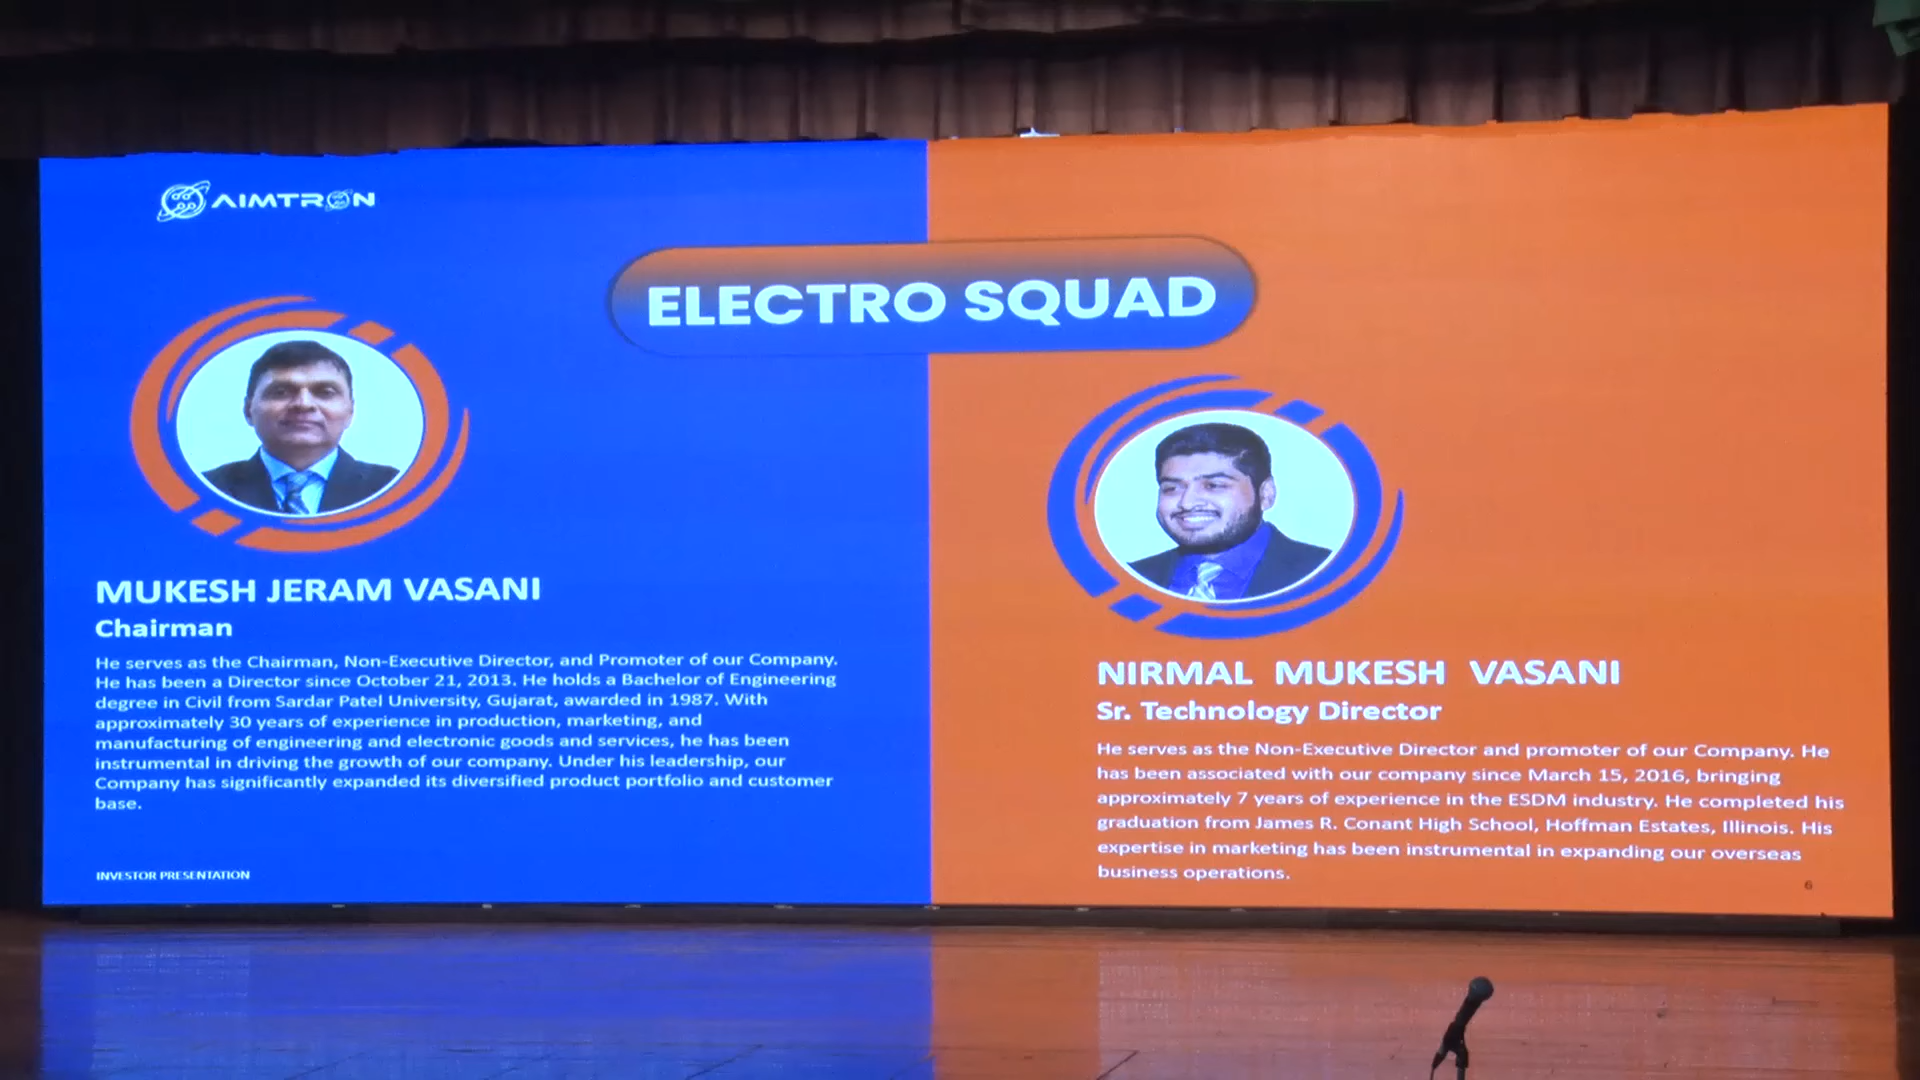 AIMTRON
ELECTRO SQUAD
MUKESH JERAM VASANI
Chairman
He serves as the Chairman, Non-Executive Director, and Promoter of our Company.
He has been a Director since October 21, 2013. He holds a Bachelor of Engineering
degree in Civil from Sardar Patel University, Gujarat, awarded in 1987. With
approximately 30 years of experience in production, marketing, and
manufacturing of engineering and electronic goods and services, he has been
instrumental in driving the growth of our company. Under his leadership, our
Company has significantly expanded its diversified product portfolio and customer
base.
INVESTOR PRESENTATION
NIRMAL MUKESH VASANI
Sr. Technology Director
He serves as the Non-Executive Director and promoter of our Company. He
has been associated with our company since March 15, 2016, bringing
approximately 7 years of experience in the ESDM industry. He completed his
graduation from James R. Conant High School, Hoffman Estates, Illinois. His
expertise in marketing has been instrumental in expanding our overseas
business operations.
6